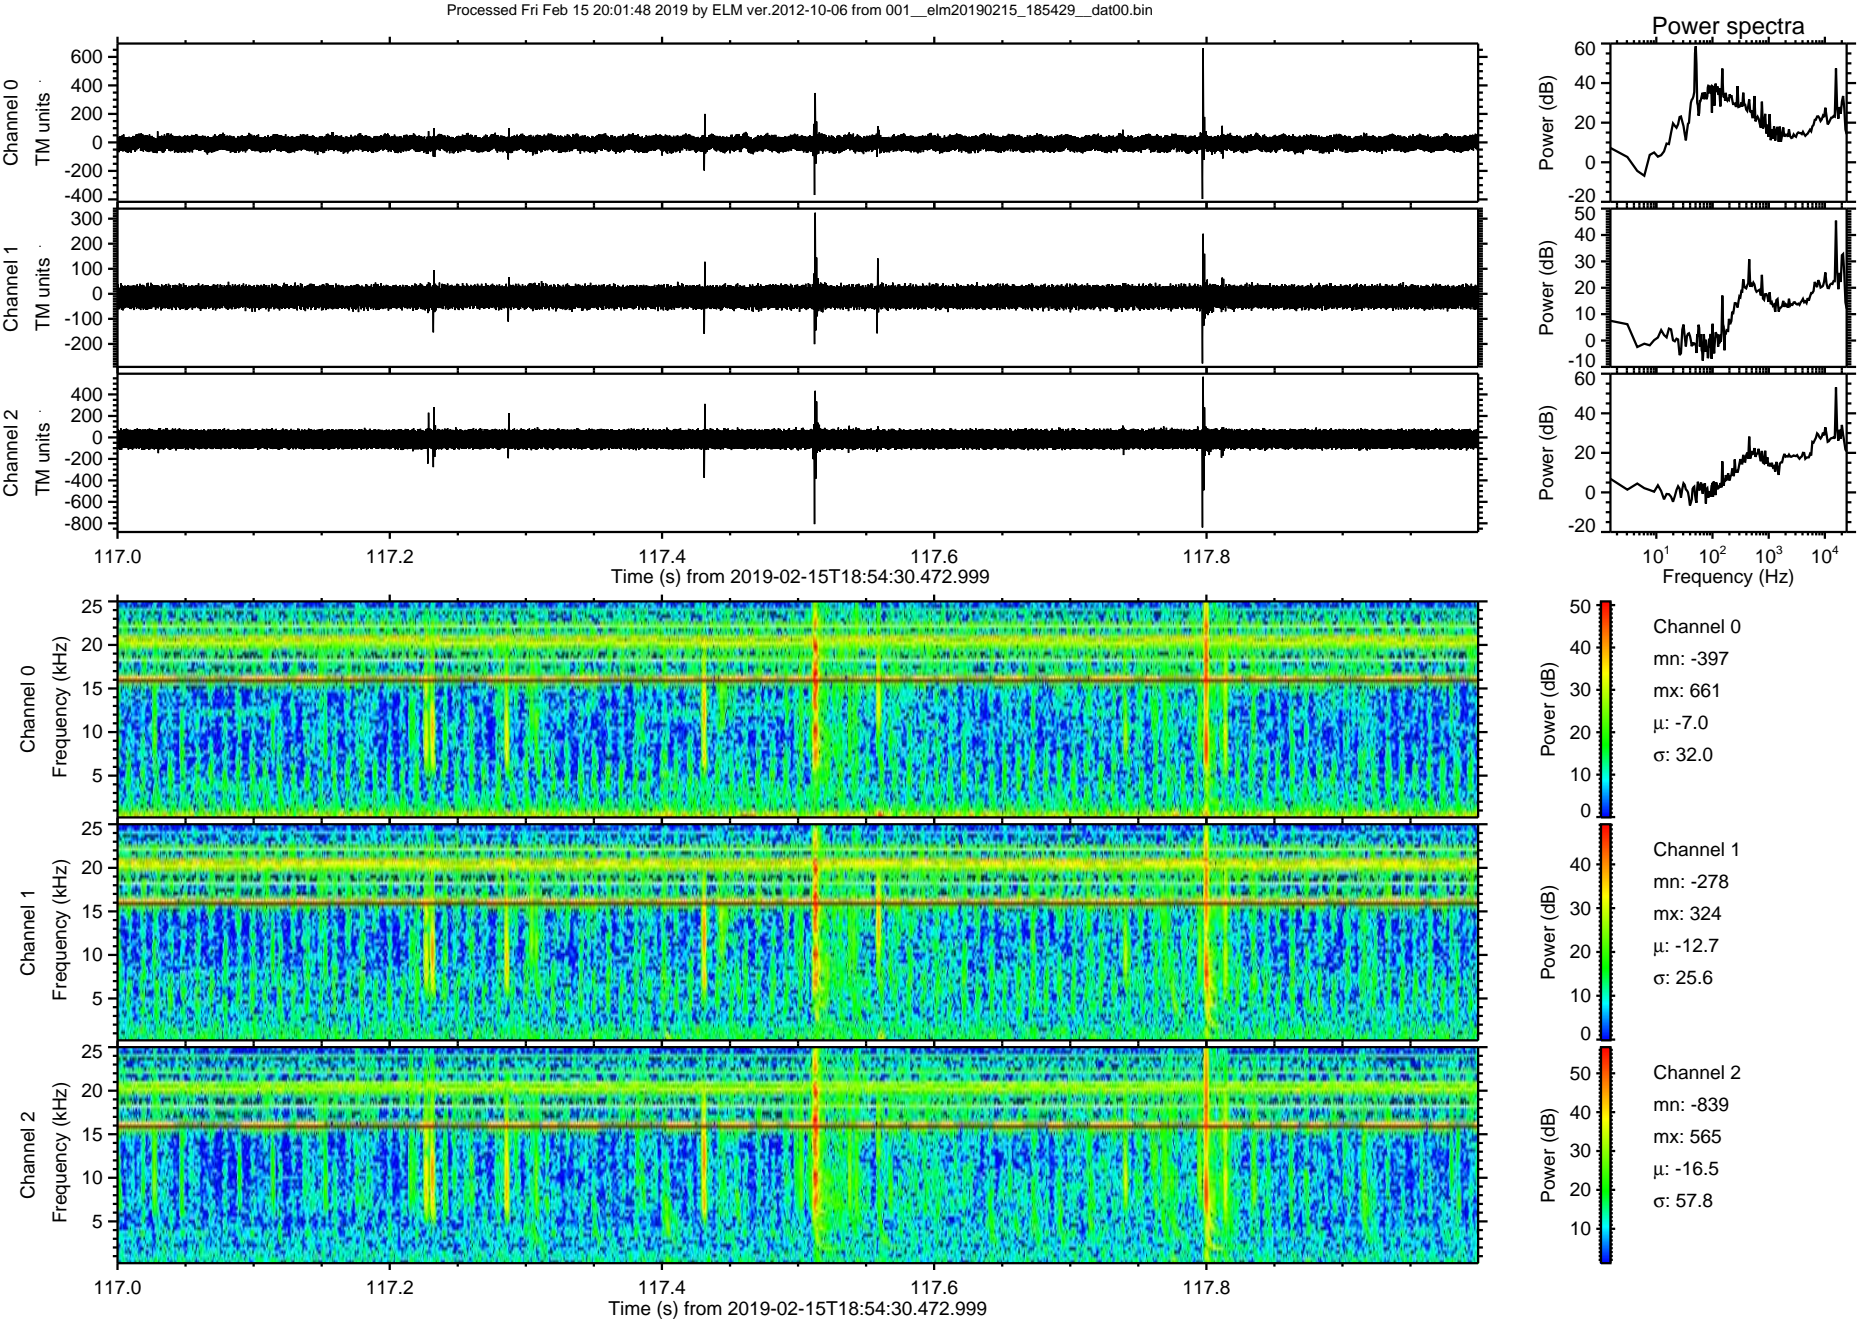 Processed Fri Feb 15 20:01:48 2019 by ELM ver.2012-10-06 from 001__elm20190215_185429__dat00.bin
Power spectra
Channel 0
TM units
600
400
200
0
-200
-400
Power (dB)
60
40
20
0
-20
Channel 1
TM units
300
200
100
0
-100
-200
Power (dB)
50
40
30
20
10
0
-10
Channel 2
TM units
400
200
0
-200
-400
-600
-800
Power (dB)
60
40
20
0
-20
117.0 117.2 117.4 117.6 117.8
Time (s) from 2019-02-15T18:54:30.472.999
10^1 10^2 10^3 10^4
Frequency (Hz)
Channel 0
Frequency (kHz)
25
20
15
10
5
Power (dB)
50
40
30
20
10
0
Channel 0
mn: -397
mx: 661
μ: -7.0
σ: 32.0
Channel 1
Frequency (kHz)
25
20
15
10
5
Power (dB)
40
30
20
10
0
Channel 1
mn: -278
mx: 324
μ: -12.7
σ: 25.6
Channel 2
Frequency (kHz)
25
20
15
10
5
Power (dB)
50
40
30
20
10
Channel 2
mn: -839
mx: 565
μ: -16.5
σ: 57.8
117.0 117.2 117.4 117.6 117.8
Time (s) from 2019-02-15T18:54:30.472.999